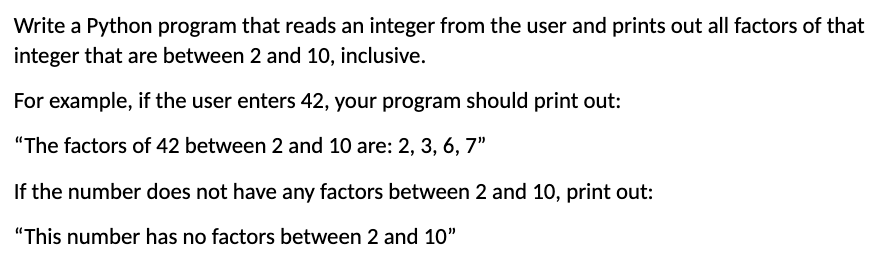 Write a Python program that reads an integer from the user and prints out all factors of that
integer that are between 2 and 10, inclusive.
For example, if the user enters 42, your program should print out:
“The factors of 42 between 2 and 10 are: 2, 3, 6, 7”
If the number does not have any factors between 2 and 10, print out:
“This number has no factors between 2 and 10”